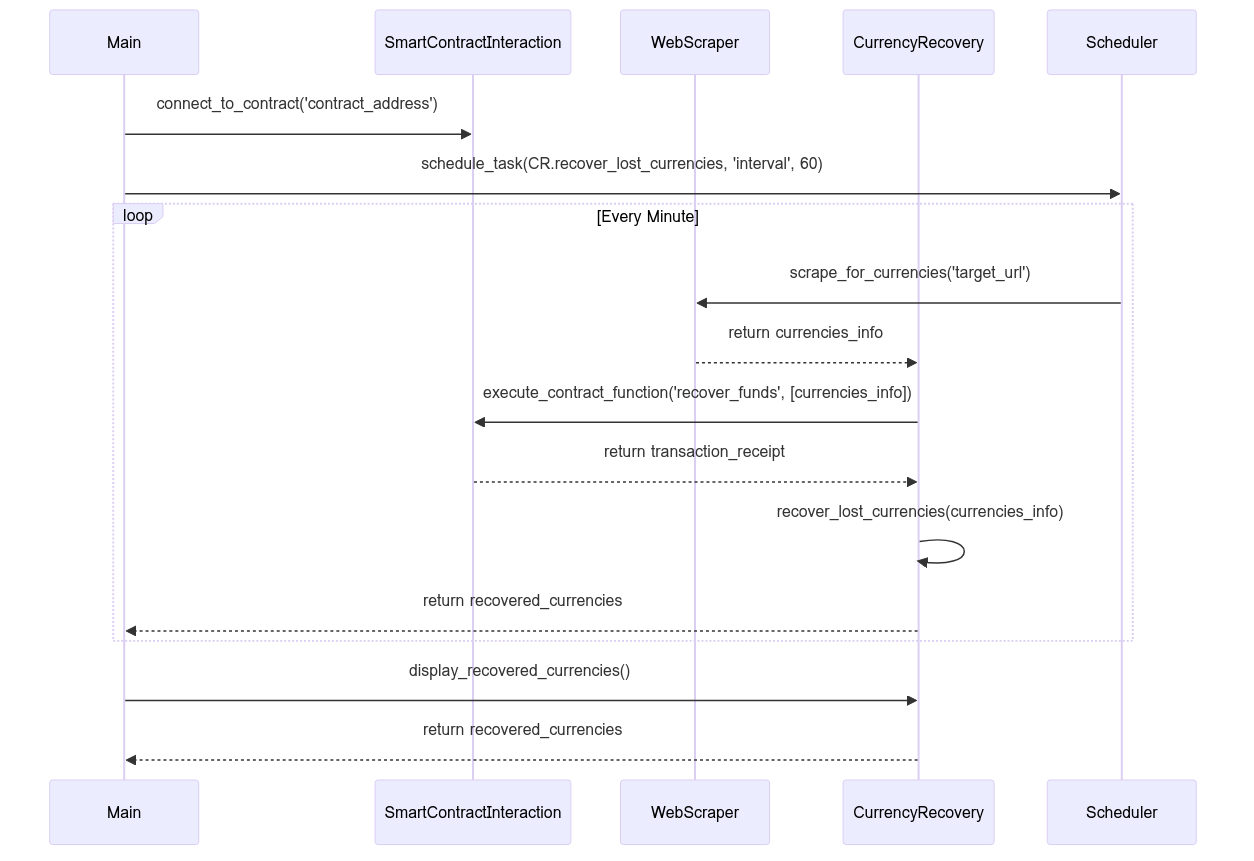 Main
SmartContractInteraction
WebScraper
CurrencyRecovery
Scheduler
connect_to_contract('contract_address')
schedule_task(CR.recover_lost_currencies, 'interval', 60)
loop
[Every Minute]
scrape_for_currencies('target_url')
return currencies_info
execute_contract_function('recover_funds', [currencies_info])
return transaction_receipt
recover_lost_currencies(currencies_info)
return recovered_currencies
display_recovered_currencies()
return recovered_currencies
Main
SmartContractInteraction
WebScraper
CurrencyRecovery
Scheduler